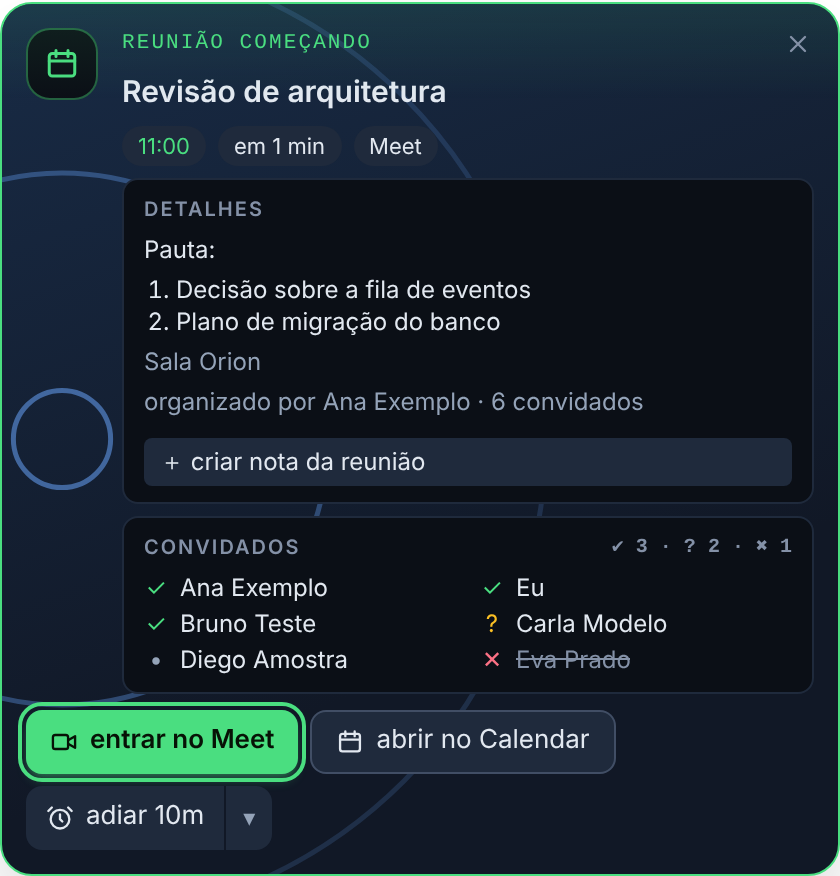 REUNIÃO COMEÇANDO
Revisão de arquitetura
11:00 em 1 min Meet
DETALHES
Pauta:
1. Decisão sobre a fila de eventos
2. Plano de migração do banco
Sala Orion
organizado por Ana Exemplo · 6 convidados
+ criar nota da reunião
CONVIDADOS ✔ 3 · ? 2 · ✖ 1
✓ Ana Exemplo ✓ Eu
✓ Bruno Teste ? Carla Modelo
• Diego Amostra ✕ Eva Prado
entrar no Meet abrir no Calendar
adiar 10m ▾